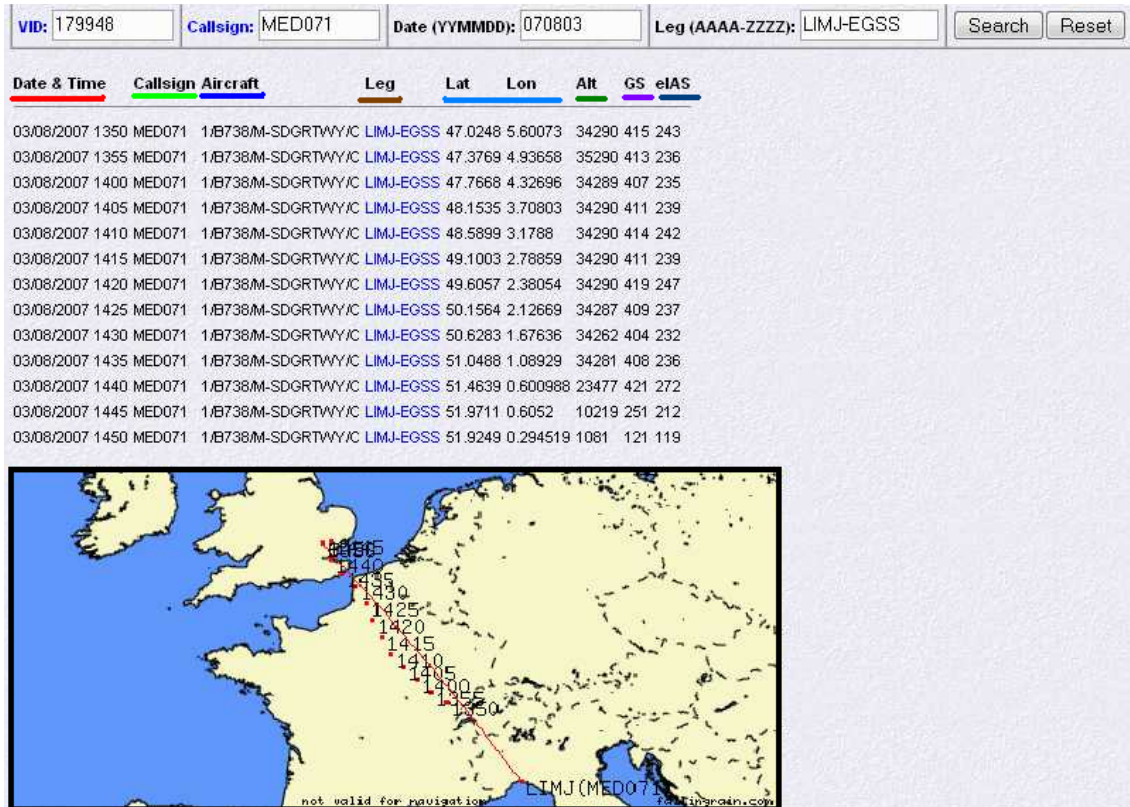 VID: 179948 Callsign: MED071 Date (YYMMDD): 070803 Leg (AAAA-ZZZZ): LIMJ-EGSS Search Reset
Date & Time Callsign Aircraft Leg Lat Lon Alt GS eIAS
03/08/2007 1350 MED071 1/B738/M-SDGRTWY/C LIMJ-EGSS 47.0248 5.60073 34290 415 243
03/08/2007 1355 MED071 1/B738/M-SDGRTWY/C LIMJ-EGSS 47.3769 4.93658 35290 413 236
03/08/2007 1400 MED071 1/B738/M-SDGRTWY/C LIMJ-EGSS 47.7668 4.32696 34289 407 235
03/08/2007 1405 MED071 1/B738/M-SDGRTWY/C LIMJ-EGSS 48.1535 3.70803 34290 411 239
03/08/2007 1410 MED071 1/B738/M-SDGRTWY/C LIMJ-EGSS 48.5899 3.1788 34290 414 242
03/08/2007 1415 MED071 1/B738/M-SDGRTWY/C LIMJ-EGSS 49.1003 2.78859 34290 411 239
03/08/2007 1420 MED071 1/B738/M-SDGRTWY/C LIMJ-EGSS 49.6057 2.38054 34290 419 247
03/08/2007 1425 MED071 1/B738/M-SDGRTWY/C LIMJ-EGSS 50.1564 2.12669 34287 409 237
03/08/2007 1430 MED071 1/B738/M-SDGRTWY/C LIMJ-EGSS 50.6283 1.67636 34262 404 232
03/08/2007 1435 MED071 1/B738/M-SDGRTWY/C LIMJ-EGSS 51.0488 1.08929 34281 408 236
03/08/2007 1440 MED071 1/B738/M-SDGRTWY/C LIMJ-EGSS 51.4639 0.600988 23477 421 272
03/08/2007 1445 MED071 1/B738/M-SDGRTWY/C LIMJ-EGSS 51.9711 0.6052 10219 251 212
03/08/2007 1450 MED071 1/B738/M-SDGRTWY/C LIMJ-EGSS 51.9249 0.294519 1081 121 119
1440
1435
1430
1425
1420
1415
1410
1405
1400
1355
1350
LIMJ(MED071)
not valid for navigation
fallingrain.com